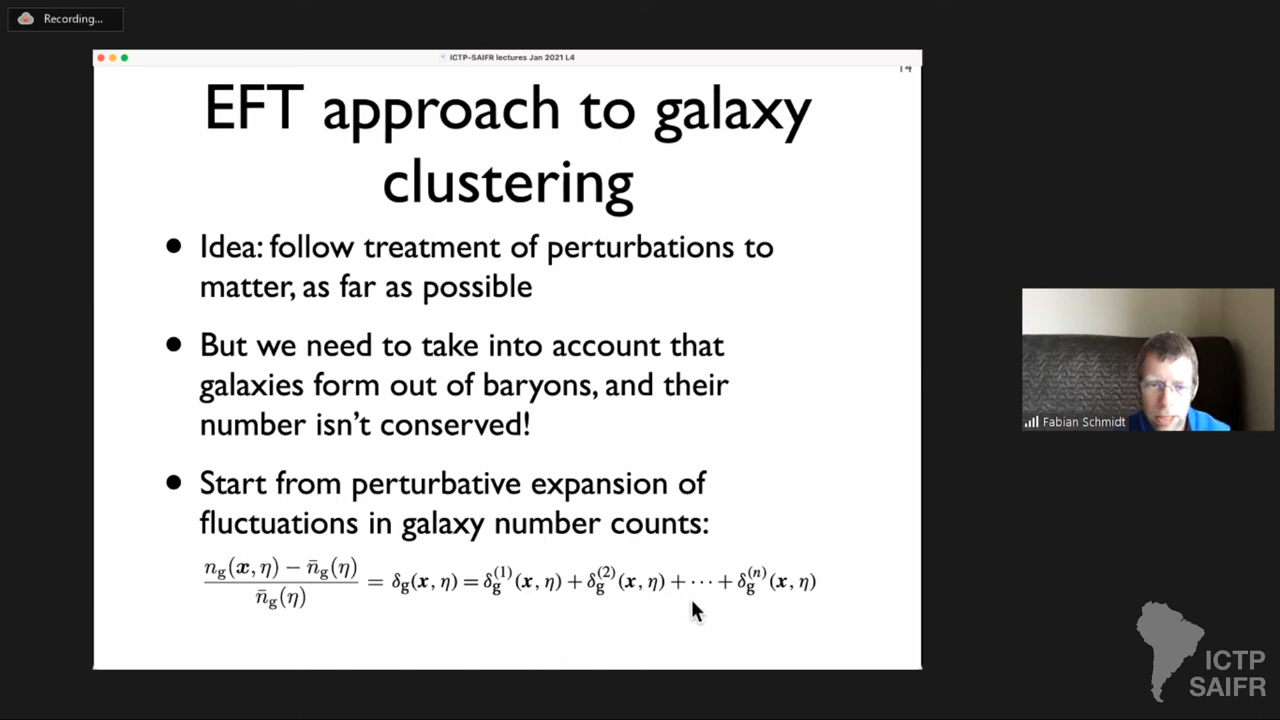 Recording...
ICTP-SAIFR lectures Jan 2021 L4
14
EFT approach to galaxy
clustering
• Idea: follow treatment of perturbations to
matter, as far as possible
• But we need to take into account that
galaxies form out of baryons, and their
number isn't conserved!
• Start from perturbative expansion of
fluctuations in galaxy number counts:
(n_g(x, η) − n̄_g(η)) / n̄_g(η) = δ_g(x, η) = δ_g^(1)(x, η) + δ_g^(2)(x, η) + ⋯ + δ_g^(n)(x, η)
Fabian Schmidt
ICTP
SAIFR